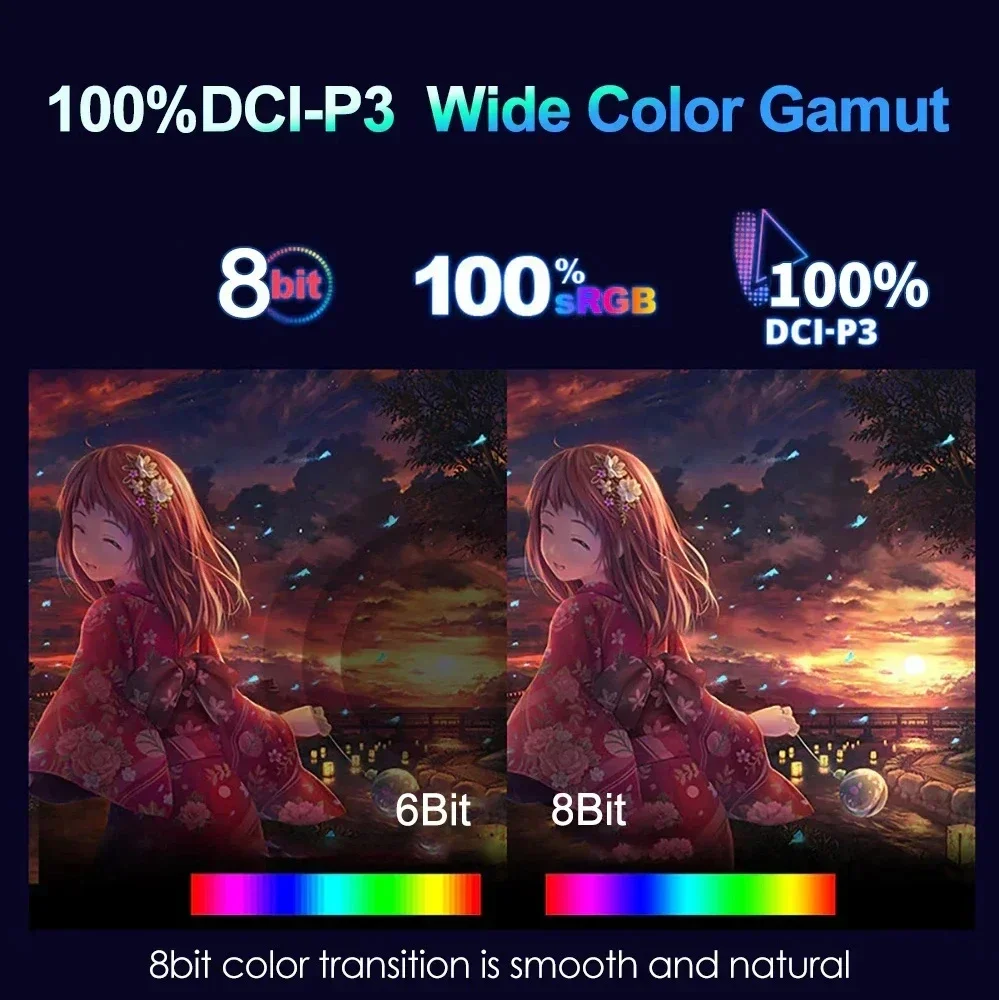 100%DCI-P3 Wide Color Gamut
8bit
100% sRGB
100%
DCI-P3
6Bit
8Bit
8bit color transition is smooth and natural